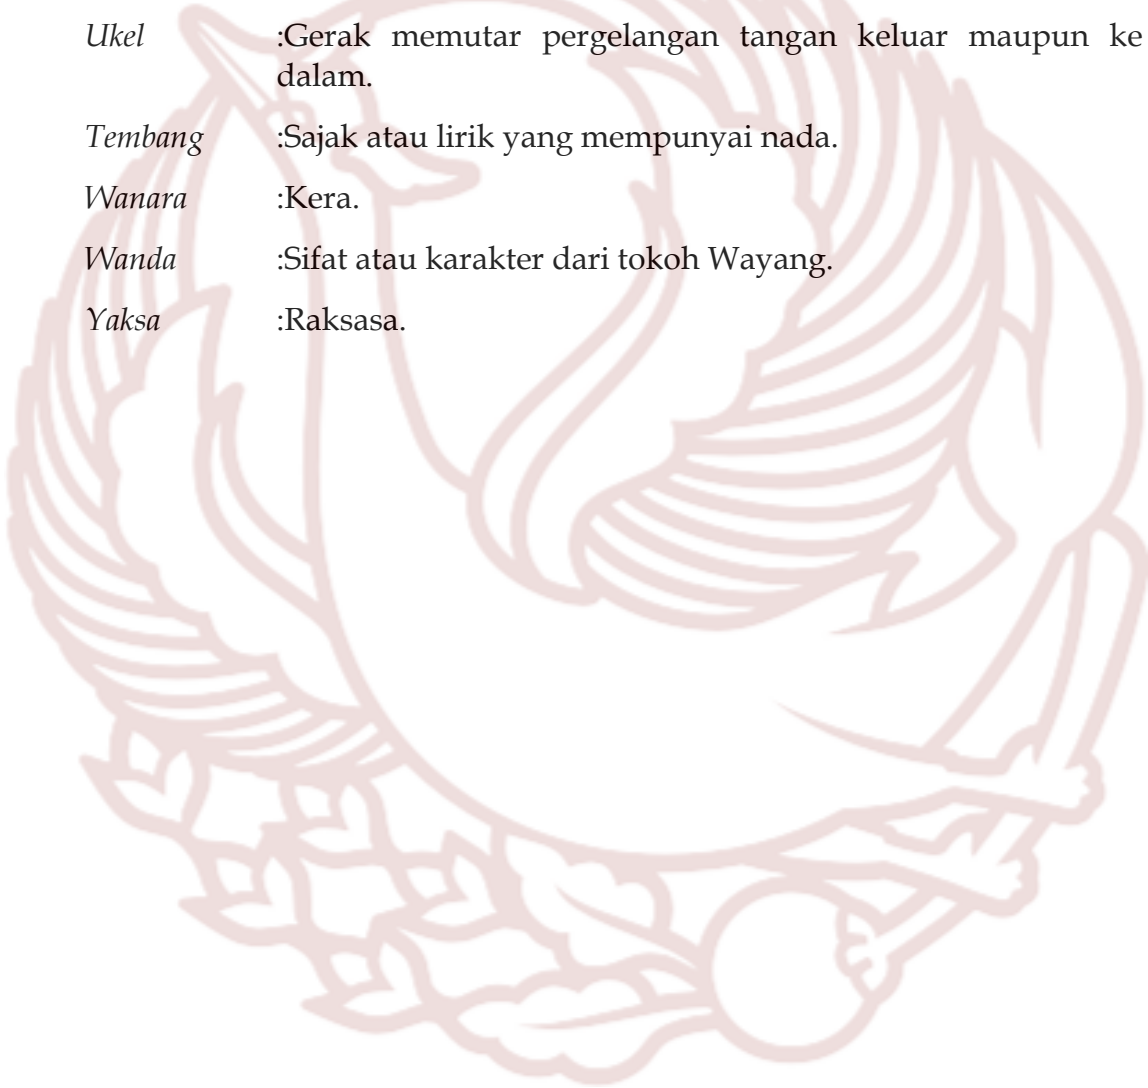 Ukel :Gerak memutar pergelangan tangan keluar maupun ke
dalam.
Tembang :Sajak atau lirik yang mempunyai nada.
Wanara :Kera.
Wanda :Sifat atau karakter dari tokoh Wayang.
Yaksa :Raksasa.